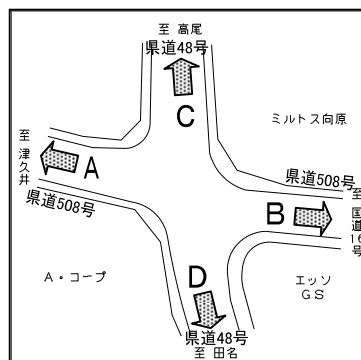 至 高尾
県道48号
C
ミルトス向原
至 津久井
A
県道508号
県道508号
B
至 国道16号
A・コープ
D
エッソ
GS
県道48号
至 田名